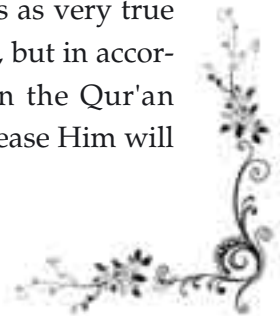 s as very true
, but in accor-
n the Qur'an
ease Him will